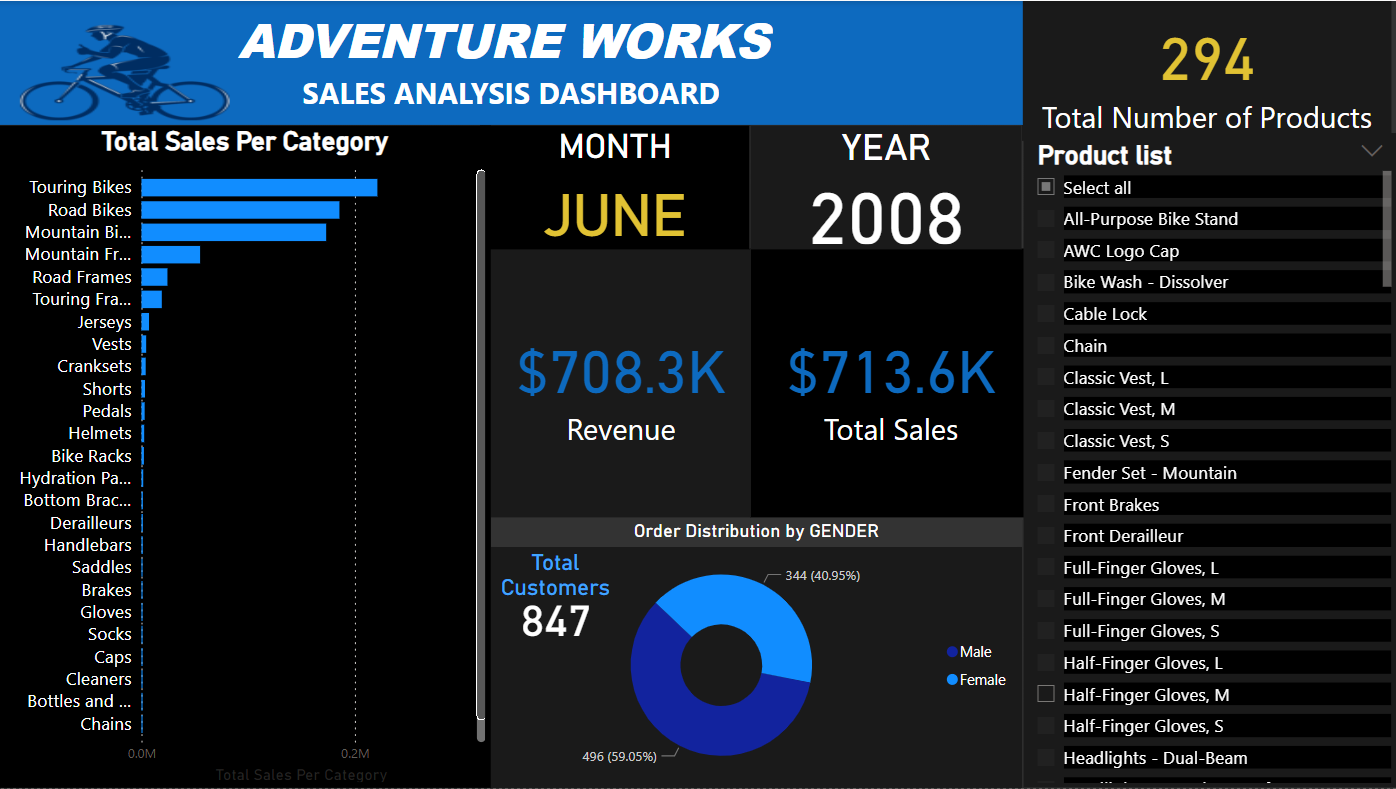 ADVENTURE WORKS
SALES ANALYSIS DASHBOARD
294
Total Number of Products
Total Sales Per Category
Touring Bikes
Road Bikes
Mountain Bi...
Mountain Fr...
Road Frames
Touring Fra...
Jerseys
Vests
Cranksets
Shorts
Pedals
Helmets
Bike Racks
Hydration Pa...
Bottom Brac...
Derailleurs
Handlebars
Saddles
Brakes
Gloves
Socks
Caps
Cleaners
Bottles and ...
Chains
0.0M
0.2M
Total Sales Per Category
MONTH
JUNE
YEAR
2008
$708.3K
Revenue
$713.6K
Total Sales
Order Distribution by GENDER
Total
Customers
847
344 (40.95%)
496 (59.05%)
Male
Female
Product list
Select all
All-Purpose Bike Stand
AWC Logo Cap
Bike Wash - Dissolver
Cable Lock
Chain
Classic Vest, L
Classic Vest, M
Classic Vest, S
Fender Set - Mountain
Front Brakes
Front Derailleur
Full-Finger Gloves, L
Full-Finger Gloves, M
Full-Finger Gloves, S
Half-Finger Gloves, L
Half-Finger Gloves, M
Half-Finger Gloves, S
Headlights - Dual-Beam